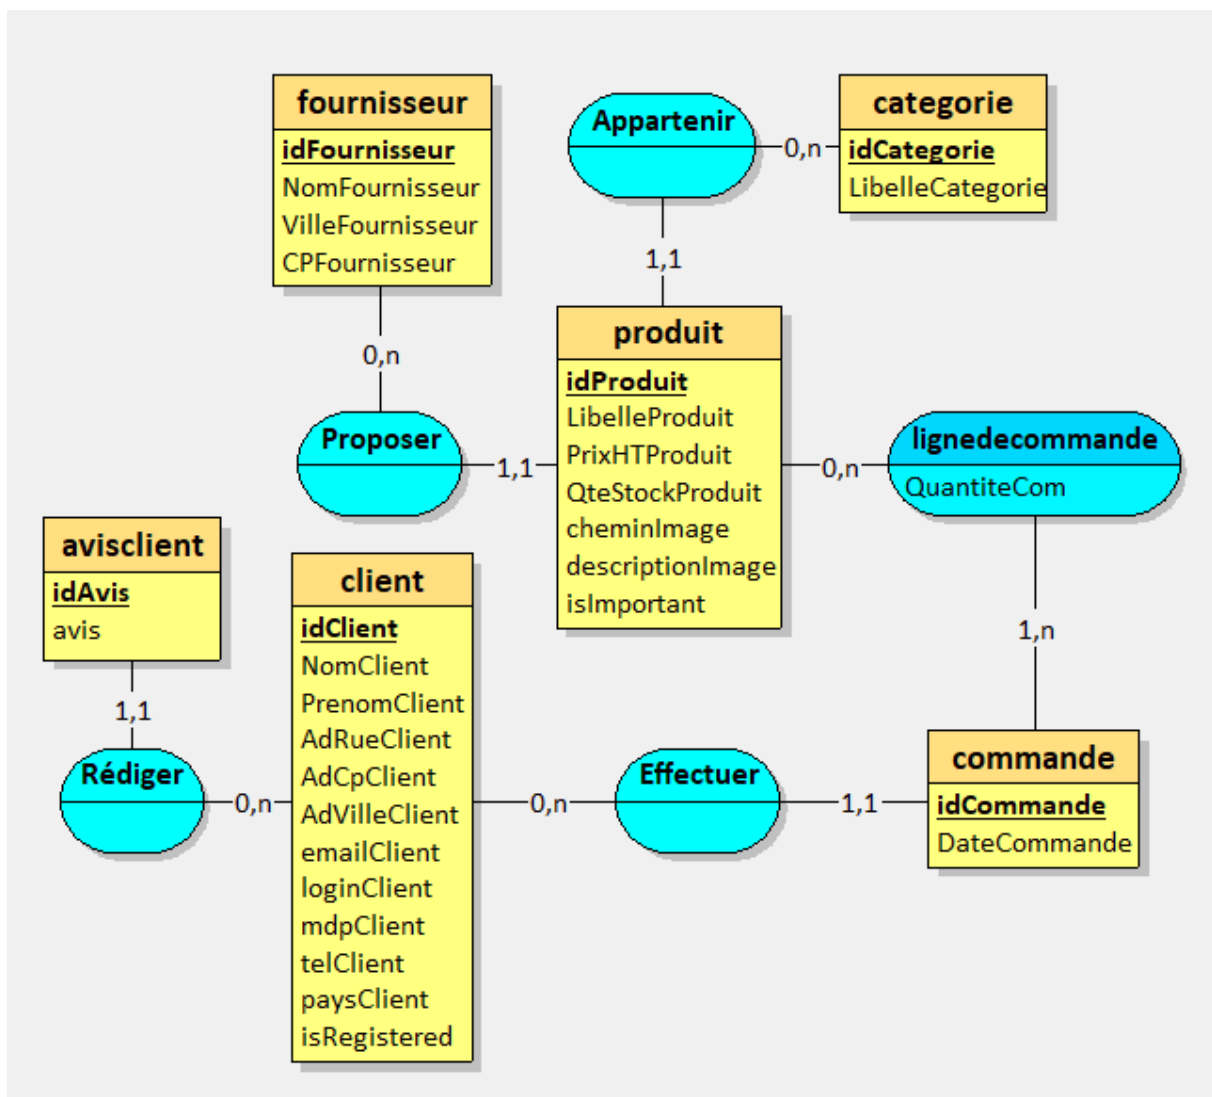 fournisseur
idFournisseur
NomFournisseur
VilleFournisseur
CPFournisseur
0,n
Proposer
1,1
Appartenir
0,n
1,1
categorie
idCategorie
LibelleCategorie
produit
idProduit
LibelleProduit
PrixHTProduit
QteStockProduit
cheminImage
descriptionImage
isImportant
0,n
lignedecommande
QuantiteCom
1,n
avisclient
idAvis
avis
1,1
Rédiger
0,n
client
idClient
NomClient
PrenomClient
AdRueClient
AdCpClient
AdVilleClient
emailClient
loginClient
mdpClient
telClient
paysClient
isRegistered
0,n
Effectuer
1,1
commande
idCommande
DateCommande